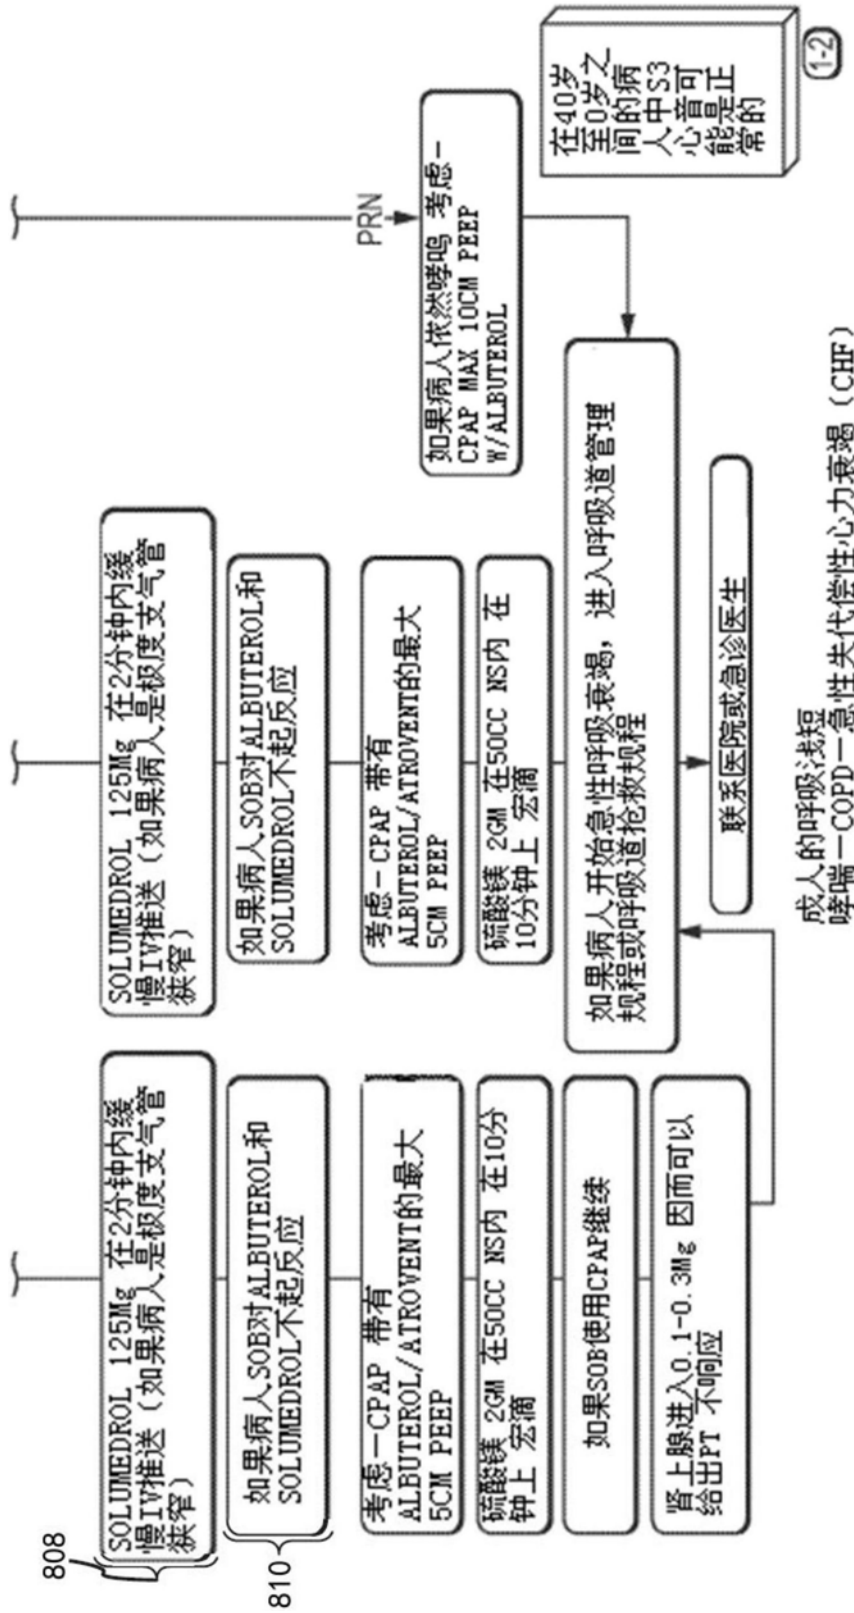 808
SOLUMEDROL 125Mg 在2分钟内缓
慢IV推送（如果病人是极度支气管
狭窄）
810
如果病人SOB对ALBUTEROL和
SOLUMEDROL不起反应
考虑－CPAP 带有
ALBUTEROL/ATROVENT的最大
5CM PEEP
硫酸镁 2GM 在50CC NS内 在10分
钟上 宏滴
如果SOB使用CPAP继续
肾上腺进入0.1-0.3Mg 因而可以
给出PT 不响应
SOLUMEDROL 125Mg 在2分钟内缓
慢IV推送（如果病人是极度支气管
狭窄）
如果病人SOB对ALBUTEROL和
SOLUMEDROL不起反应
考虑－CPAP 带有
ALBUTEROL/ATROVENT的最大
5CM PEEP
硫酸镁 2GM 在50CC NS内 在
10分钟上 宏滴
PRN
如果病人依然哮鸣 考虑－
CPAP MAX 10CM PEEP
W/ALBUTEROL
如果病人开始急性呼吸衰竭，进入呼吸道管理
规程或呼吸道抢救规程
联系医院或急诊医生
在40岁
至0岁之
间的病
人中S3
心音可
能是正
常的
1-2
成人的呼吸浅短
哮喘－COPD－急性失代偿性心力衰竭（CHF）